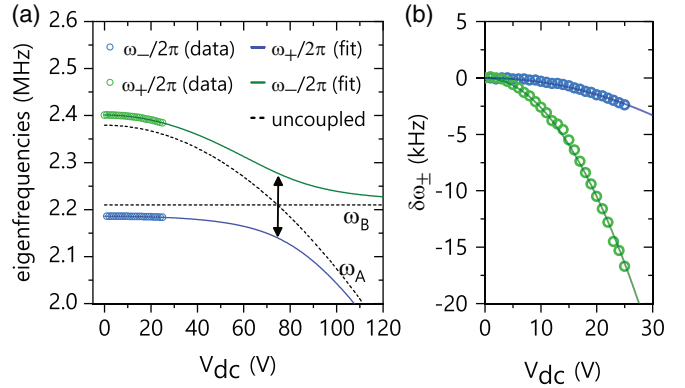 (a)
2.6
2.5
2.4
2.3
2.2
2.1
2.0
eigenfrequencies (MHz)
ω−/2π (data)
ω+/2π (data)
ω+/2π (fit)
ω−/2π (fit)
uncoupled
ωB
ωA
0 20 40 60 80 100 120
Vdc (V)
(b)
0
-5
-10
-15
-20
δω± (kHz)
0 10 20 30
Vdc (V)